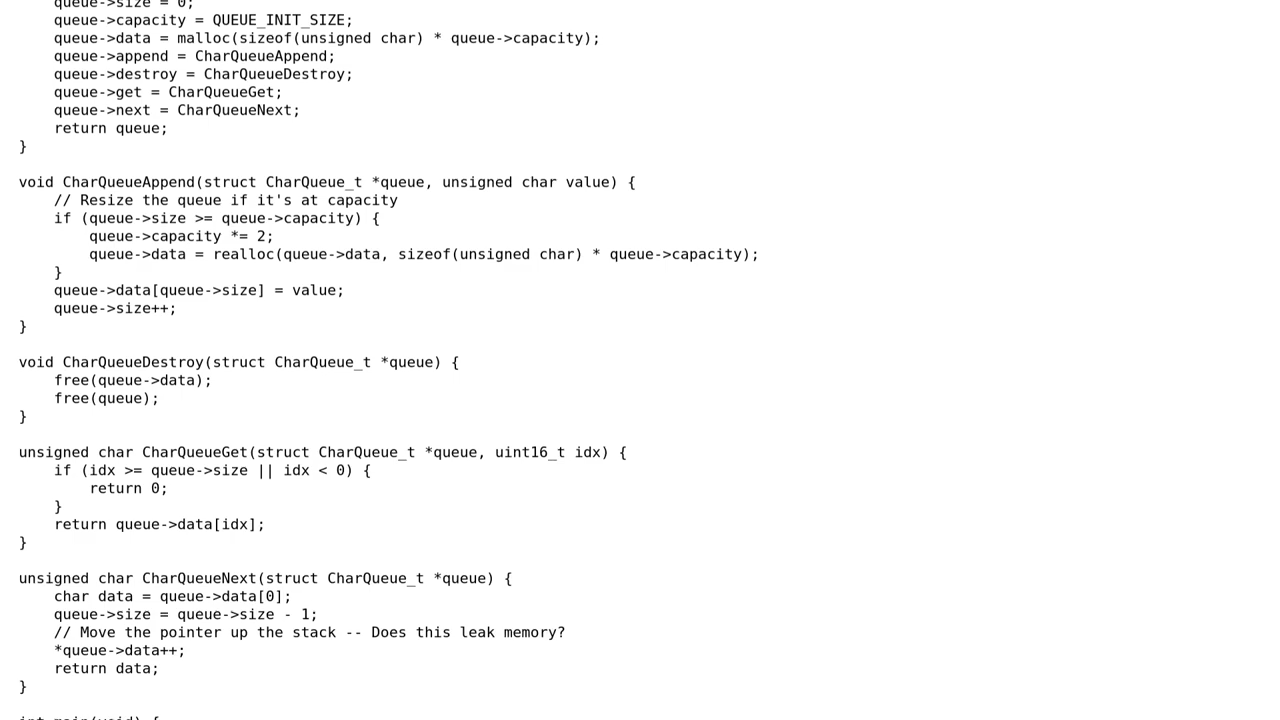 queue->size = 0;
    queue->capacity = QUEUE_INIT_SIZE;
    queue->data = malloc(sizeof(unsigned char) * queue->capacity);
    queue->append = CharQueueAppend;
    queue->destroy = CharQueueDestroy;
    queue->get = CharQueueGet;
    queue->next = CharQueueNext;
    return queue;
}

void CharQueueAppend(struct CharQueue_t *queue, unsigned char value) {
    // Resize the queue if it's at capacity
    if (queue->size >= queue->capacity) {
        queue->capacity *= 2;
        queue->data = realloc(queue->data, sizeof(unsigned char) * queue->capacity);
    }
    queue->data[queue->size] = value;
    queue->size++;
}

void CharQueueDestroy(struct CharQueue_t *queue) {
    free(queue->data);
    free(queue);
}

unsigned char CharQueueGet(struct CharQueue_t *queue, uint16_t idx) {
    if (idx >= queue->size || idx < 0) {
        return 0;
    }
    return queue->data[idx];
}

unsigned char CharQueueNext(struct CharQueue_t *queue) {
    char data = queue->data[0];
    queue->size = queue->size - 1;
    // Move the pointer up the stack -- Does this leak memory?
    *queue->data++;
    return data;
}

int main(void) {